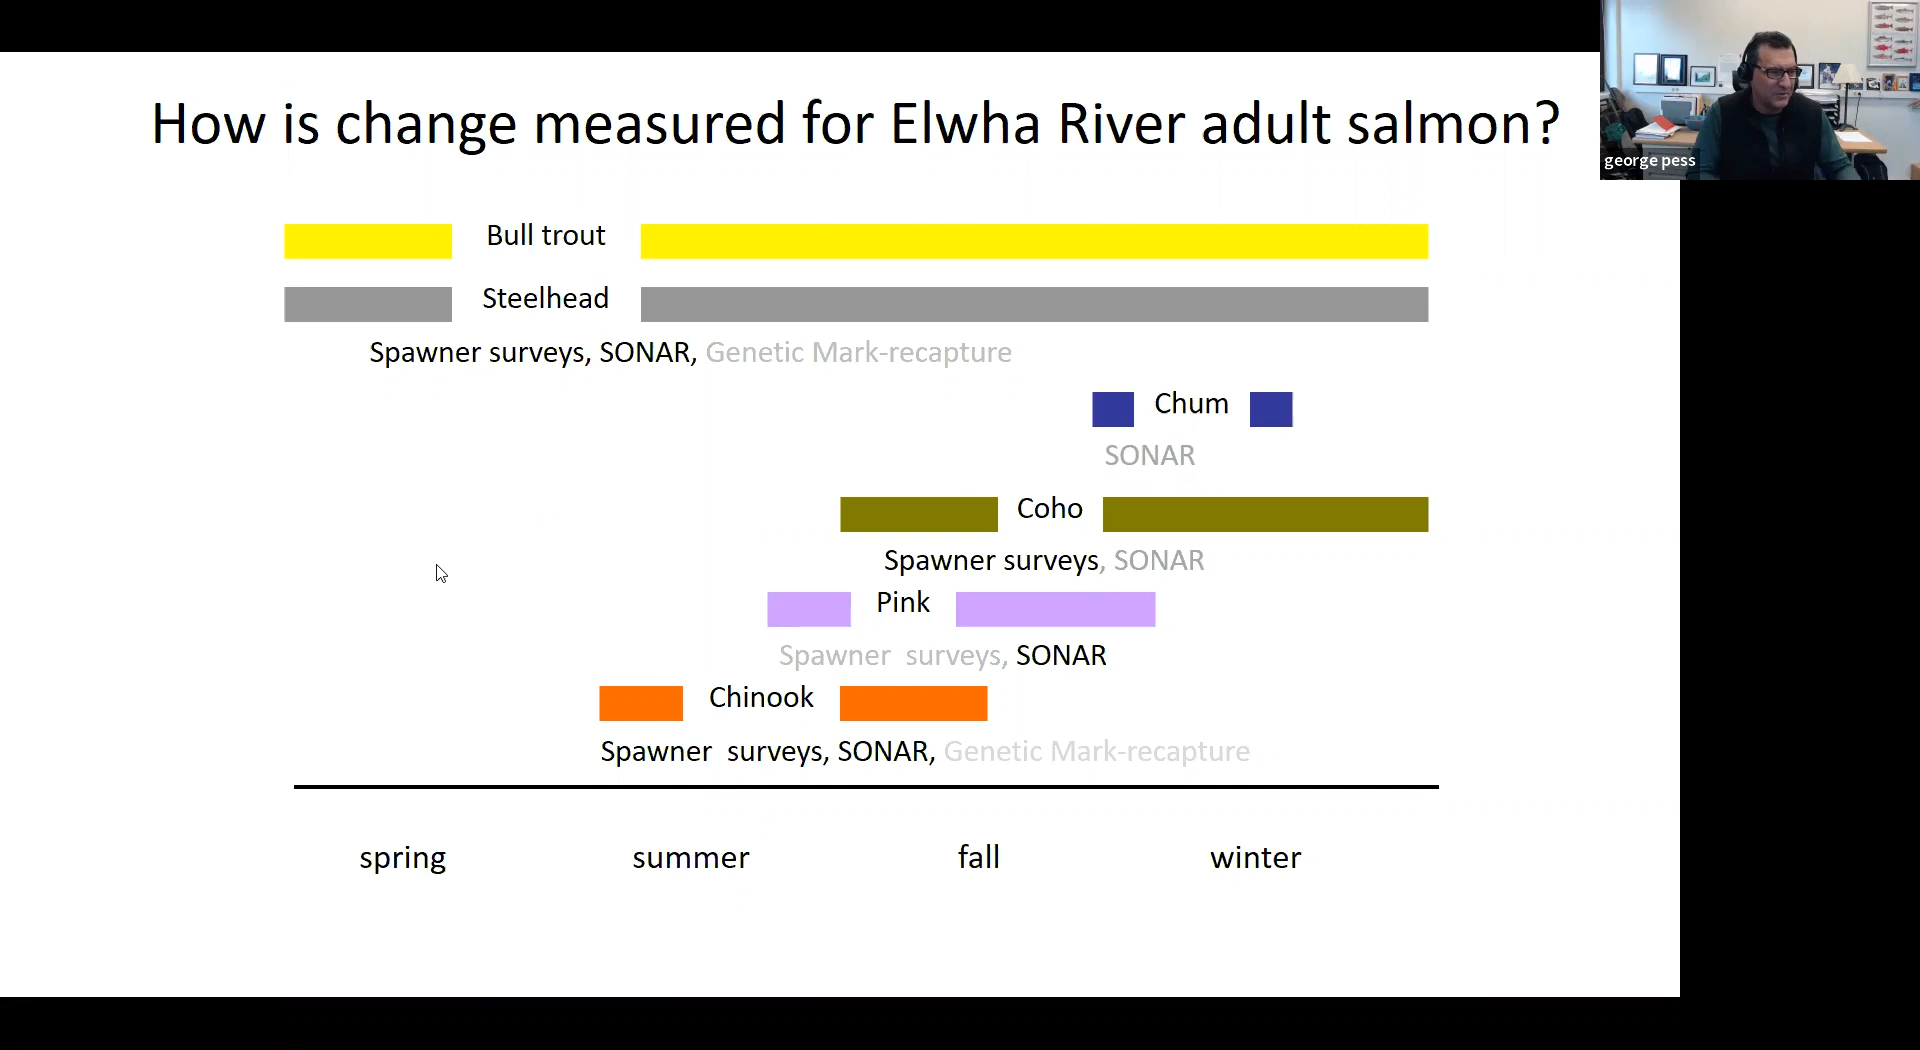 How is change measured for Elwha River adult salmon?
george pess
Bull trout
Steelhead
Spawner surveys, SONAR, Genetic Mark-recapture
Chum
SONAR
Coho
Spawner surveys, SONAR
Pink
Spawner surveys, SONAR
Chinook
Spawner surveys, SONAR, Genetic Mark-recapture
spring summer fall winter